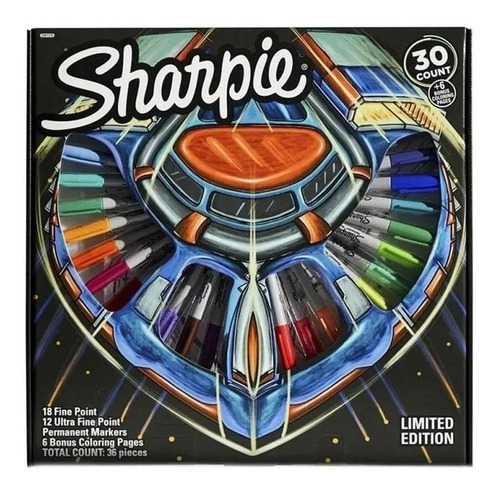 Sharpie®
30
COUNT
+6
BONUS
COLORING
PAGES
18 Fine Point
12 Ultra Fine Point
Permanent Markers
6 Bonus Coloring Pages
TOTAL COUNT: 36 pieces
LIMITED
EDITION